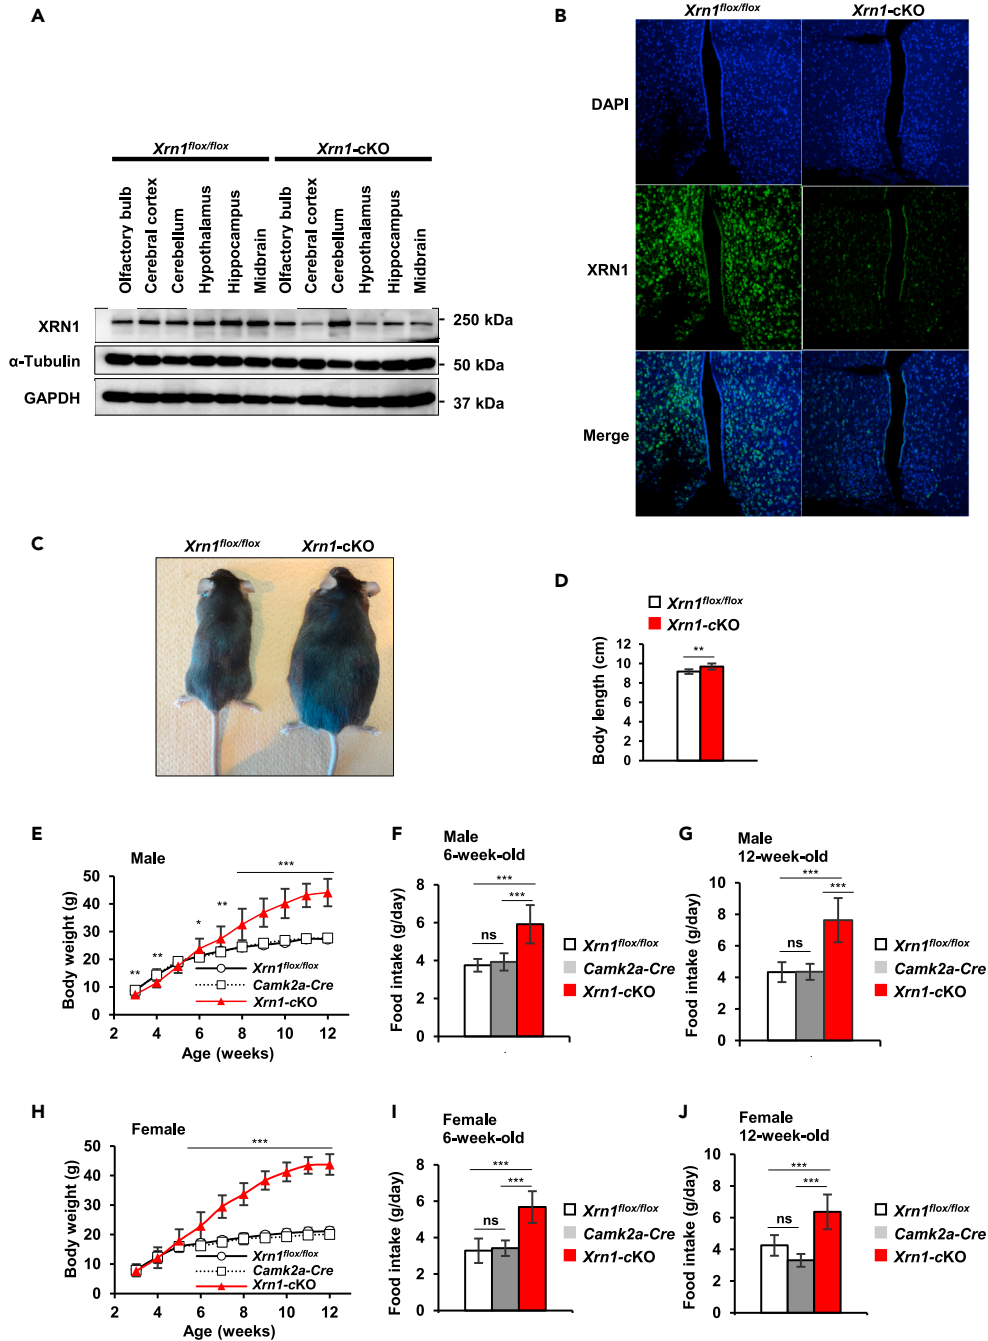 A
Xrn1flox/flox Xrn1-cKO
Olfactory bulb
Cerebral cortex
Cerebellum
Hypothalamus
Hippocampus
Midbrain
Olfactory bulb
Cerebral cortex
Cerebellum
Hypothalamus
Hippocampus
Midbrain
XRN1
250 kDa
α-Tubulin
50 kDa
GAPDH
37 kDa
B
Xrn1flox/flox Xrn1-cKO
DAPI
XRN1
Merge
C
Xrn1flox/flox Xrn1-cKO
D
Xrn1flox/flox
Xrn1-cKO
Body length (cm)
12
10
8
6
4
2
0
**
E
Male
Body weight (g)
50
40
30
20
10
0
** ** * ** ***
Xrn1flox/flox
Camk2a-Cre
Xrn1-cKO
2 4 6 8 10 12
Age (weeks)
F
Male
6-week-old
Food intake (g/day)
8
6
4
2
0
***
***
ns
Xrn1flox/flox
Camk2a-Cre
Xrn1-cKO
G
Male
12-week-old
Food intake (g/day)
10
8
6
4
2
0
***
***
ns
Xrn1flox/flox
Camk2a-Cre
Xrn1-cKO
H
Female
Body weight (g)
50
40
30
20
10
0
***
Xrn1flox/flox
Camk2a-Cre
Xrn1-cKO
2 4 6 8 10 12
Age (weeks)
I
Female
6-week-old
Food intake (g/day)
8
6
4
2
0
***
***
ns
Xrn1flox/flox
Camk2a-Cre
Xrn1-cKO
J
Female
12-week-old
Food intake (g/day)
10
8
6
4
2
0
***
***
ns
Xrn1flox/flox
Camk2a-Cre
Xrn1-cKO